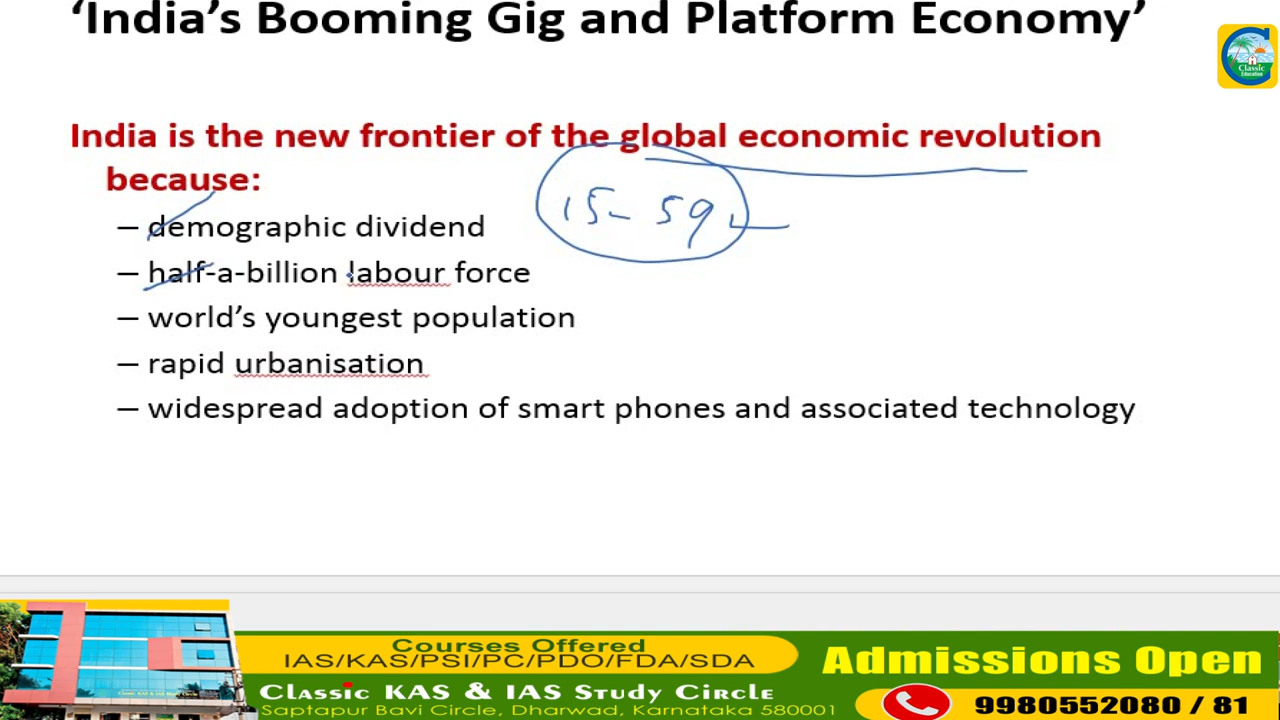 ‘India’s Booming Gig and Platform Economy’
Classic
Education
India is the new frontier of the global economic revolution
because:
15- 59
– demographic dividend
– half-a-billion labour force
– world’s youngest population
– rapid urbanisation
– widespread adoption of smart phones and associated technology
Courses Offered
IAS/KAS/PSI/PC/PDO/FDA/SDA
Classic KAS & IAS Study Circle
Saptapur Bavi Circle, Dharwad, Karnataka 580001
Admissions Open
9980552080 / 81